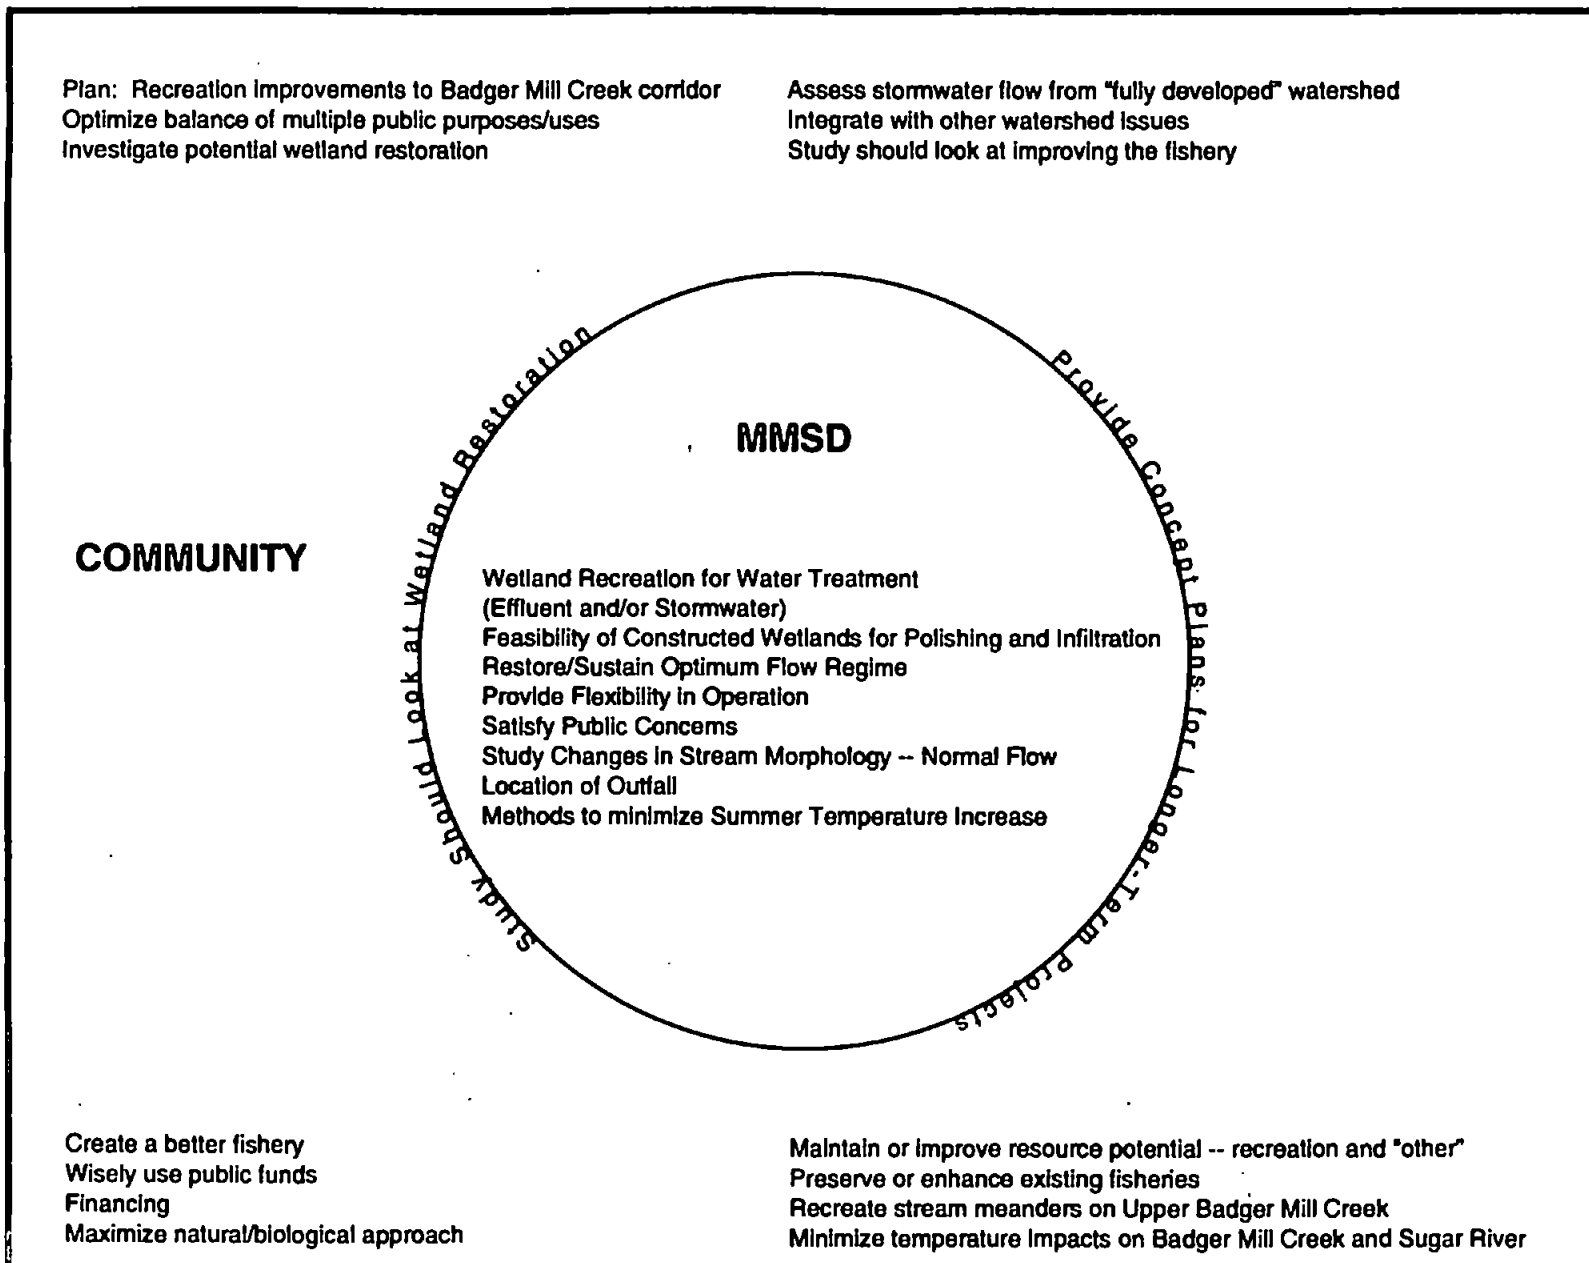 Plan: Recreation Improvements to Badger Mill Creek corridor
Optimize balance of multiple public purposes/uses
Investigate potential wetland restoration
Assess stormwater flow from "fully developed" watershed
Integrate with other watershed issues
Study should look at improving the fishery
Study Should Look at Wetland Restoration
Provide Concept Plans for Longer-Term Projects
MMSD
COMMUNITY
Wetland Recreation for Water Treatment
(Effluent and/or Stormwater)
Feasibility of Constructed Wetlands for Polishing and Infiltration
Restore/Sustain Optimum Flow Regime
Provide Flexibility in Operation
Satisfy Public Concerns
Study Changes in Stream Morphology -- Normal Flow
Location of Outfall
Methods to minimize Summer Temperature Increase
Create a better fishery
Wisely use public funds
Financing
Maximize natural/biological approach
Maintain or improve resource potential -- recreation and "other"
Preserve or enhance existing fisheries
Recreate stream meanders on Upper Badger Mill Creek
Minimize temperature impacts on Badger Mill Creek and Sugar River